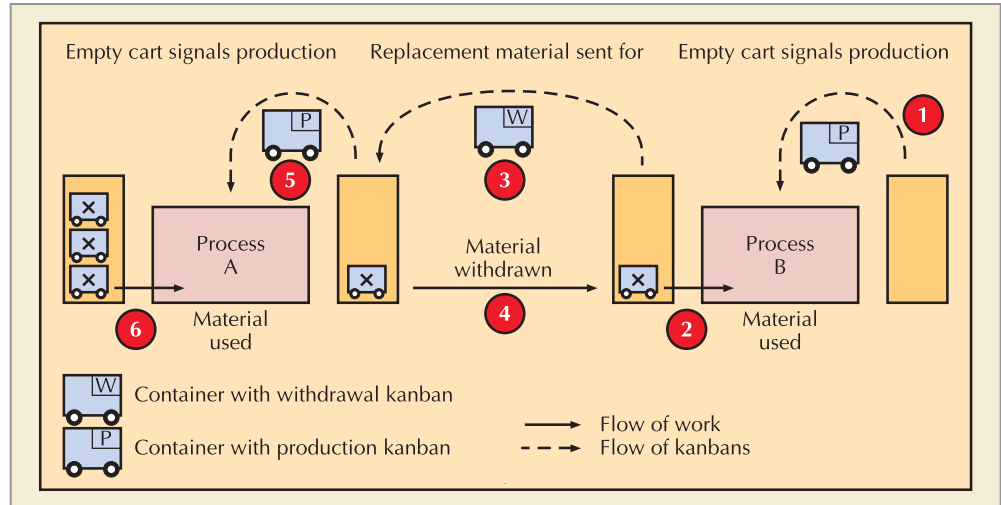 Empty cart signals production
Replacement material sent for
Empty cart signals production
1
P
W
P
5
3
×
×
×
Process
A
×
Material
withdrawn
×
Process
B
6
Material
used
4
2
Material
used
W
Container with withdrawal kanban
P
Container with production kanban
Flow of work
Flow of kanbans